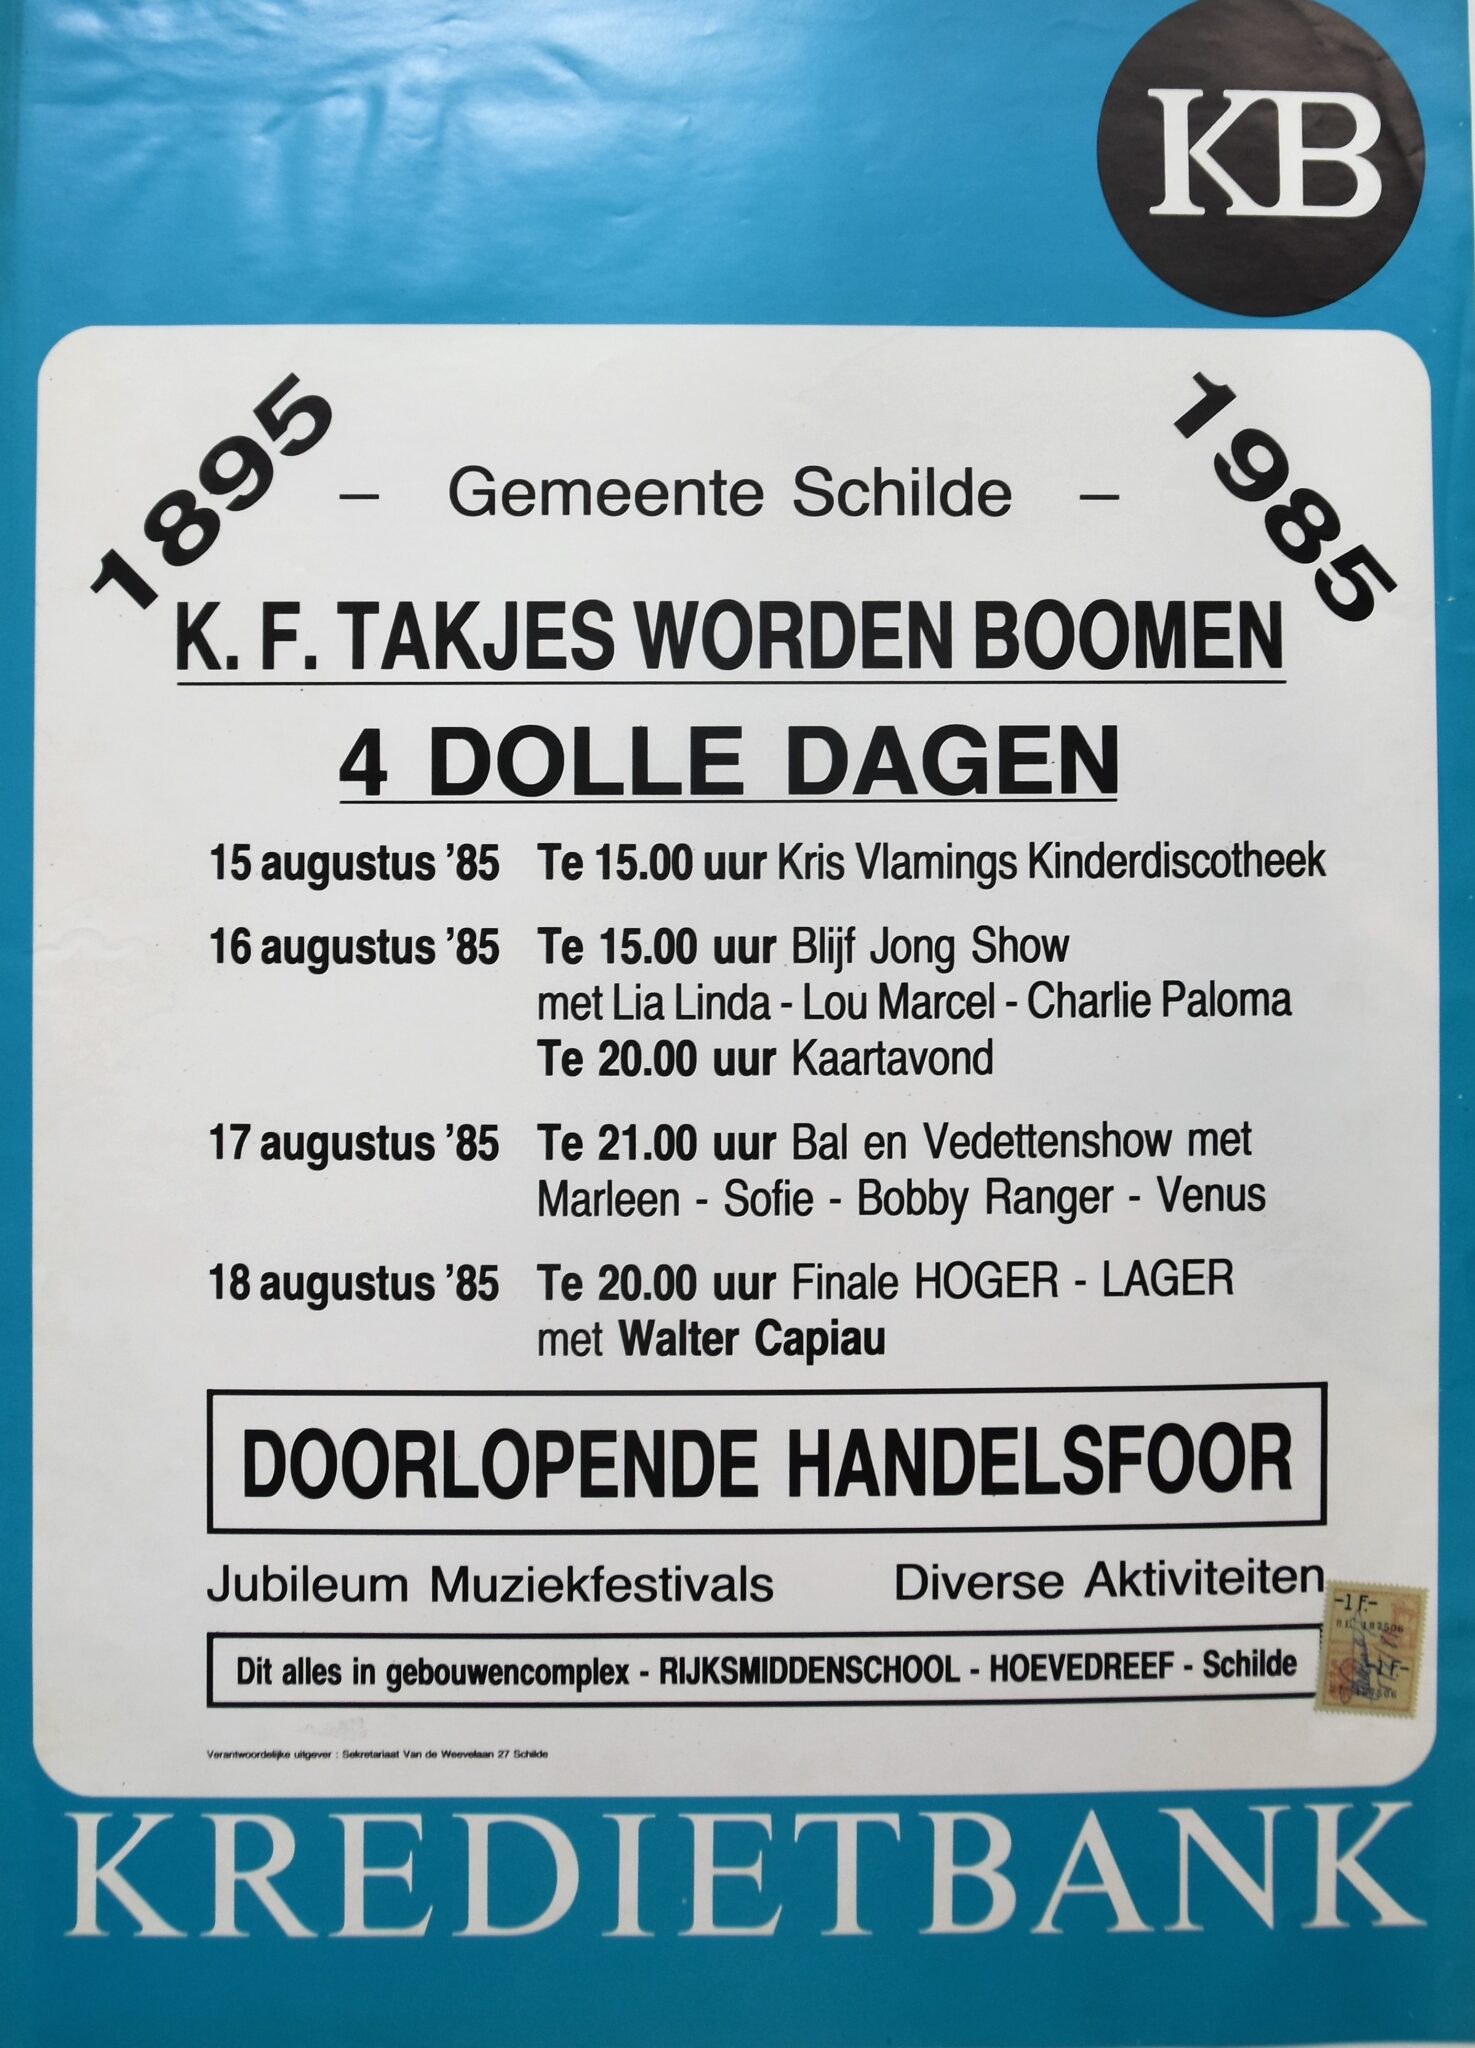 KB
1895
1985
– Gemeente Schilde –
K. F. TAKJES WORDEN BOOMEN
4 DOLLE DAGEN
15 augustus '85 Te 15.00 uur Kris Vlamings Kinderdiscotheek
16 augustus '85 Te 15.00 uur Blijf Jong Show
met Lia Linda - Lou Marcel - Charlie Paloma
Te 20.00 uur Kaartavond
17 augustus '85 Te 21.00 uur Bal en Vedettenshow met
Marleen - Sofie - Bobby Ranger - Venus
18 augustus '85 Te 20.00 uur Finale HOGER - LAGER
met Walter Capiau
DOORLOPENDE HANDELSFOOR
Jubileum Muziekfestivals Diverse Aktiviteiten
-1 F.-
Dit alles in gebouwencomplex - RIJKSMIDDENSCHOOL - HOEVEDREEF - Schilde
-1 F.-
Verantwoordelijke uitgever : Sekretariaat Van de Wervelaan 27 Schilde
KREDIETBANK